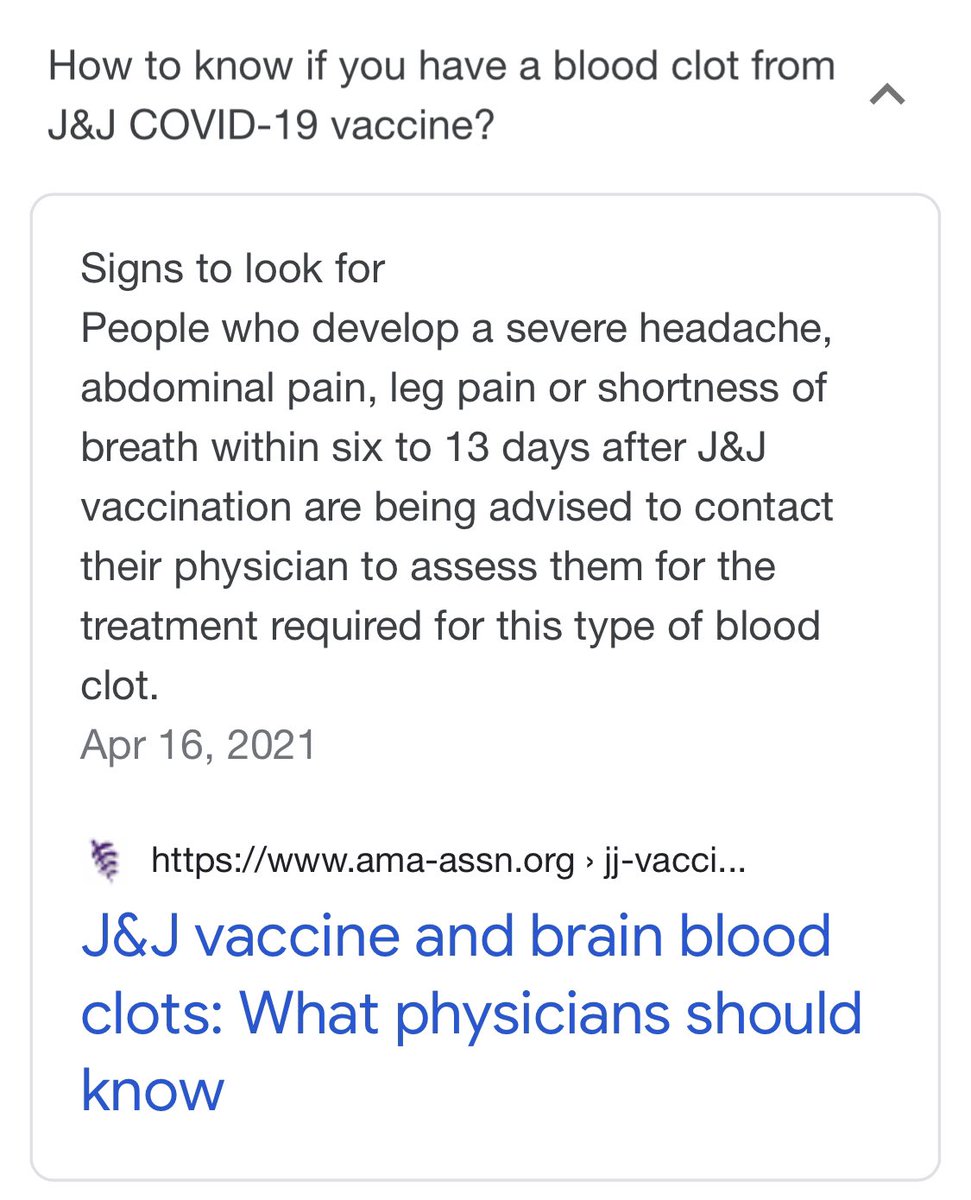 How to know if you have a blood clot from
J&J COVID-19 vaccine?
Signs to look for
People who develop a severe headache,
abdominal pain, leg pain or shortness of
breath within six to 13 days after J&J
vaccination are being advised to contact
their physician to assess them for the
treatment required for this type of blood
clot.
Apr 16, 2021
https://www.ama-assn.org › jj-vacci...
J&J vaccine and brain blood
clots: What physicians should
know